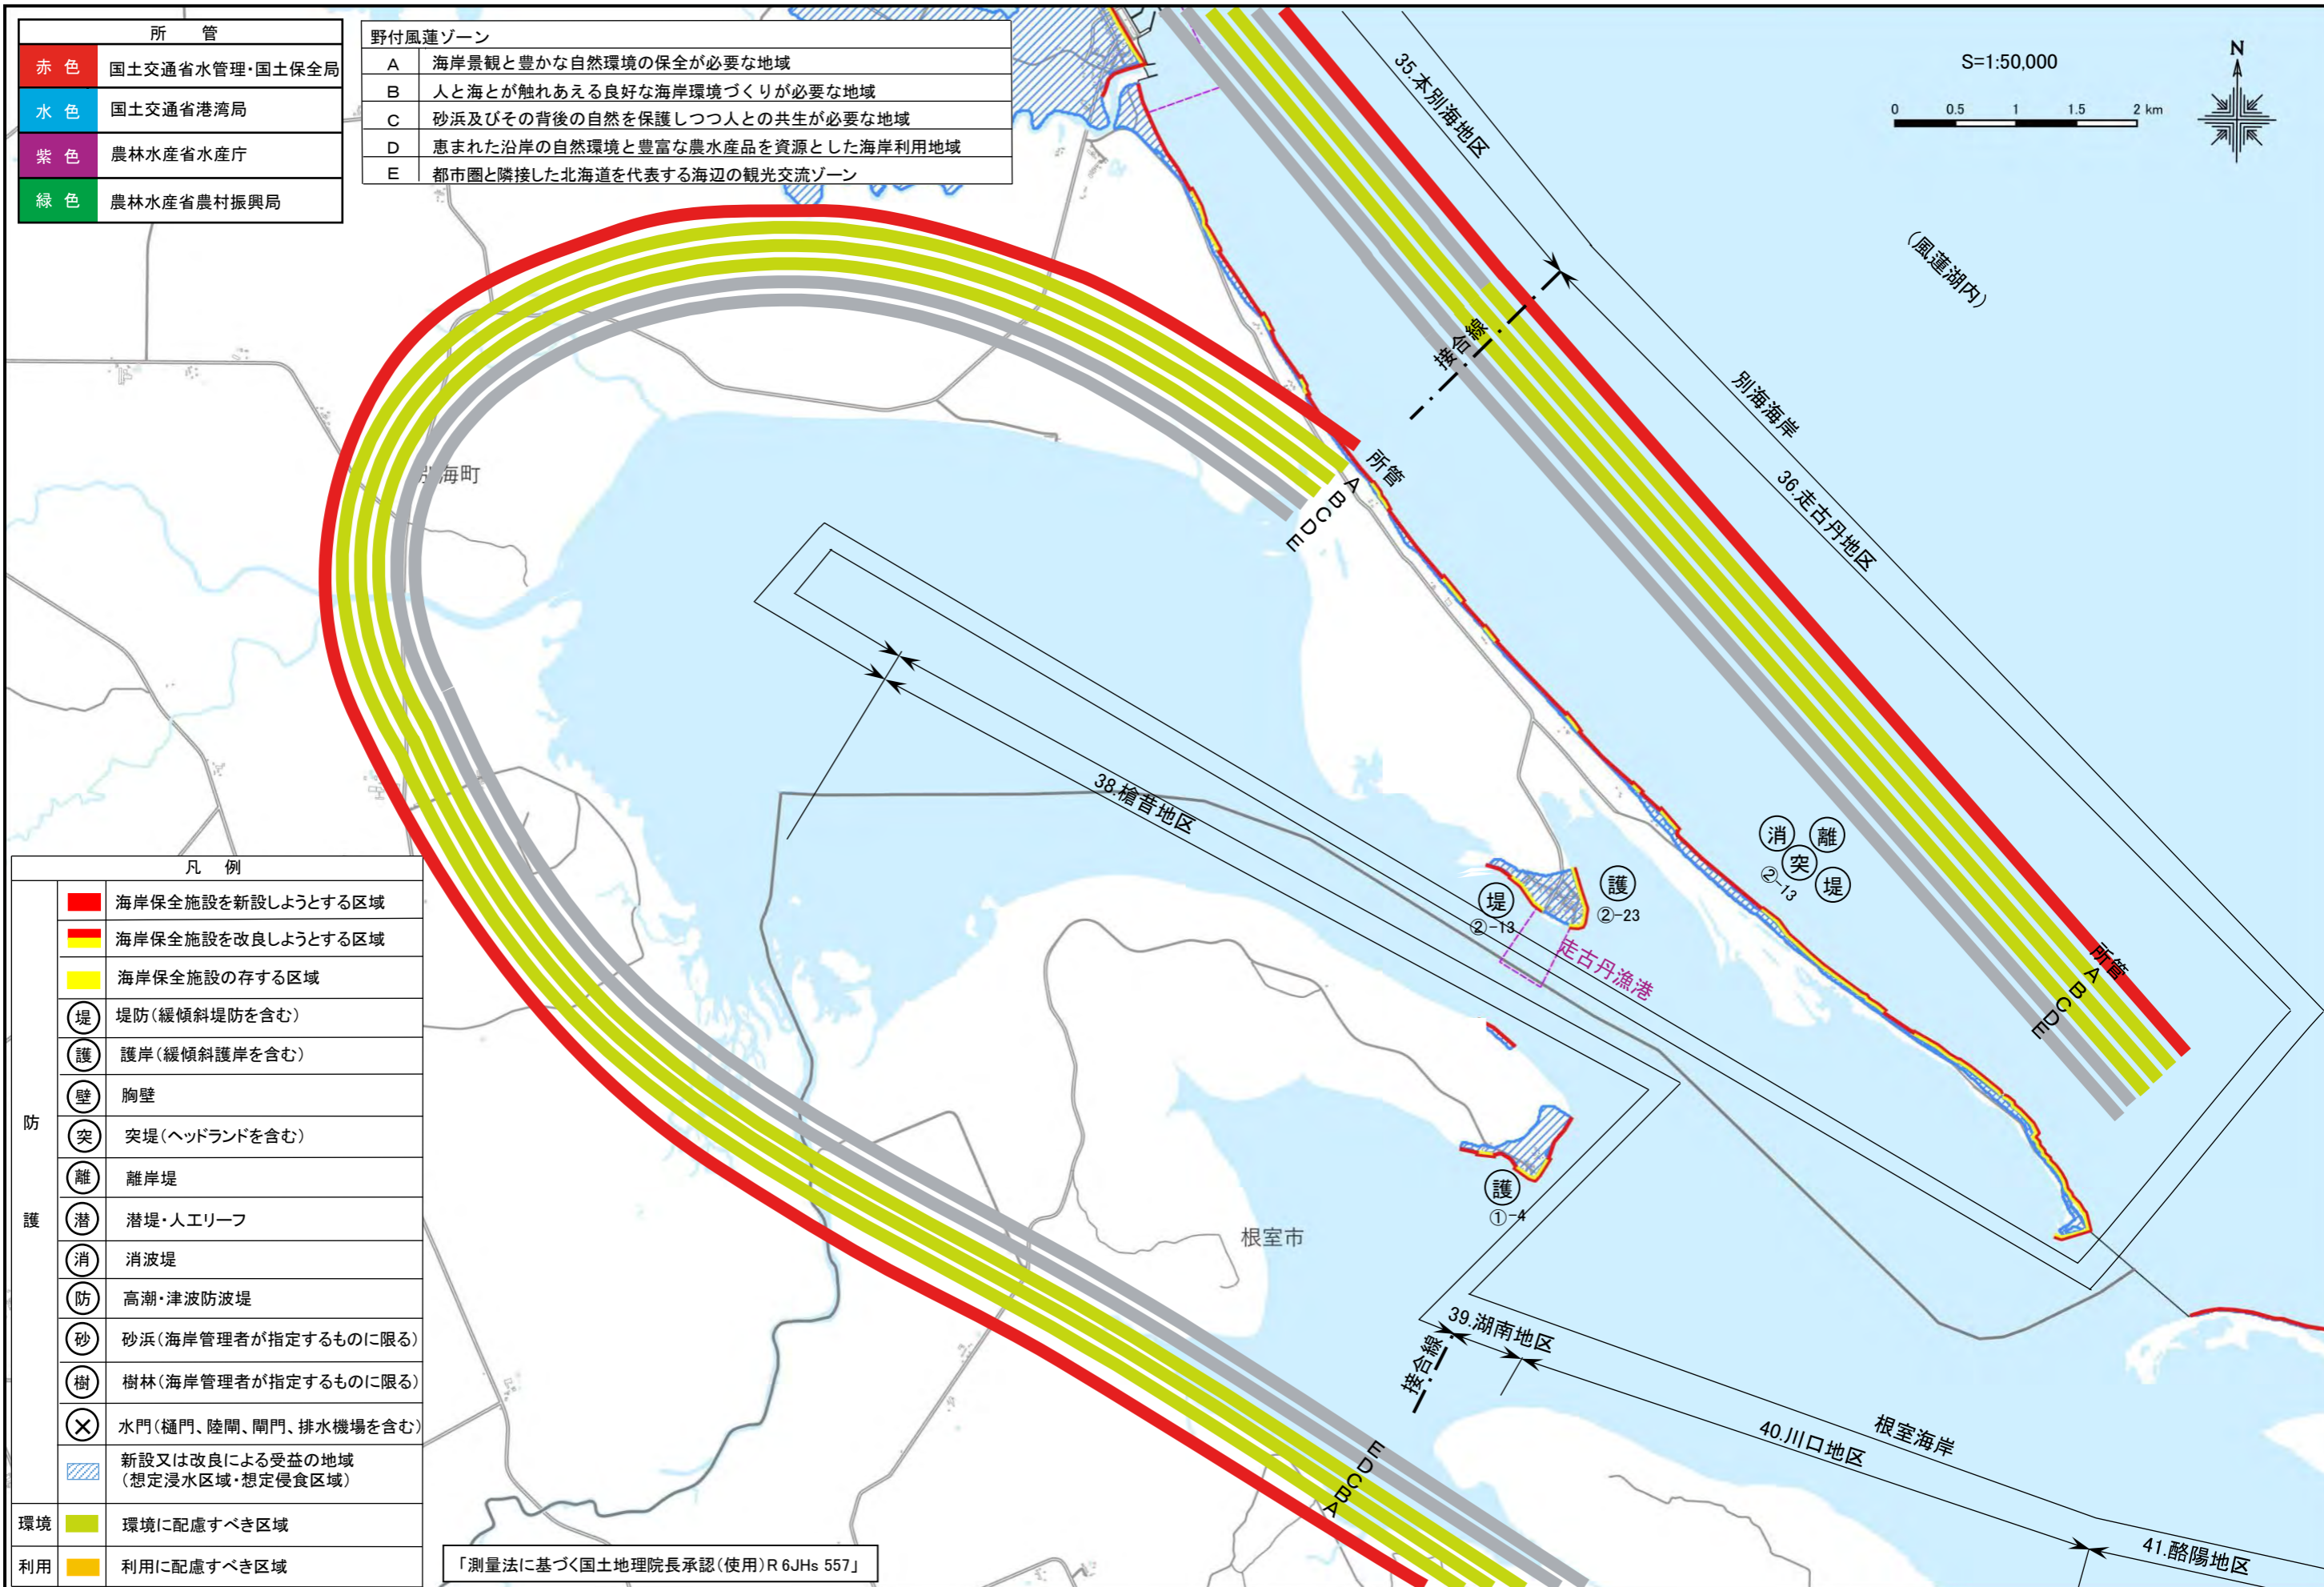 所 管
赤 色 国土交通省水管理・国土保全局
水 色 国土交通省港湾局
紫 色 農林水産省水産庁
緑 色 農林水産省農村振興局
野付風蓮ゾーン
A 海岸景観と豊かな自然環境の保全が必要な地域
B 人と海とが触れあえる良好な海岸環境づくりが必要な地域
C 砂浜及びその背後の自然を保護しつつ人との共生が必要な地域
D 恵まれた沿岸の自然環境と豊富な農水産品を資源とした海岸利用地域
E 都市圏と隣接した北海道を代表する海辺の観光交流ゾーン
S=1:50,000
0 0.5 1 1.5 2 km
N
35.本別海地区
(風蓮湖内)
接合線
別海海岸
36.走古丹地区
別海町
所管
A
B
C
D
E
38.槍昔地区
消 離
突
堤
②-13
堤
②-13
護
②-23
走古丹漁港
所管
A
B
C
D
E
護
①-4
根室市
39.湖南地区
接合線
根室海岸
40.川口地区
41.酪陽地区
E
D
C
B
A
凡 例
防護
海岸保全施設を新設しようとする区域
海岸保全施設を改良しようとする区域
海岸保全施設の存する区域
堤 堤防(緩傾斜堤防を含む)
護 護岸(緩傾斜護岸を含む)
壁 胸壁
突 突堤(ヘッドランドを含む)
離 離岸堤
潜 潜堤・人工リーフ
消 消波堤
防 高潮・津波防波堤
砂 砂浜(海岸管理者が指定するものに限る)
樹 樹林(海岸管理者が指定するものに限る)
水門(樋門、陸閘、閘門、排水機場を含む)
新設又は改良による受益の地域
(想定浸水区域・想定侵食区域)
環境 環境に配慮すべき区域
利用 利用に配慮すべき区域
「測量法に基づく国土地理院長承認(使用)R 6JHs 557」